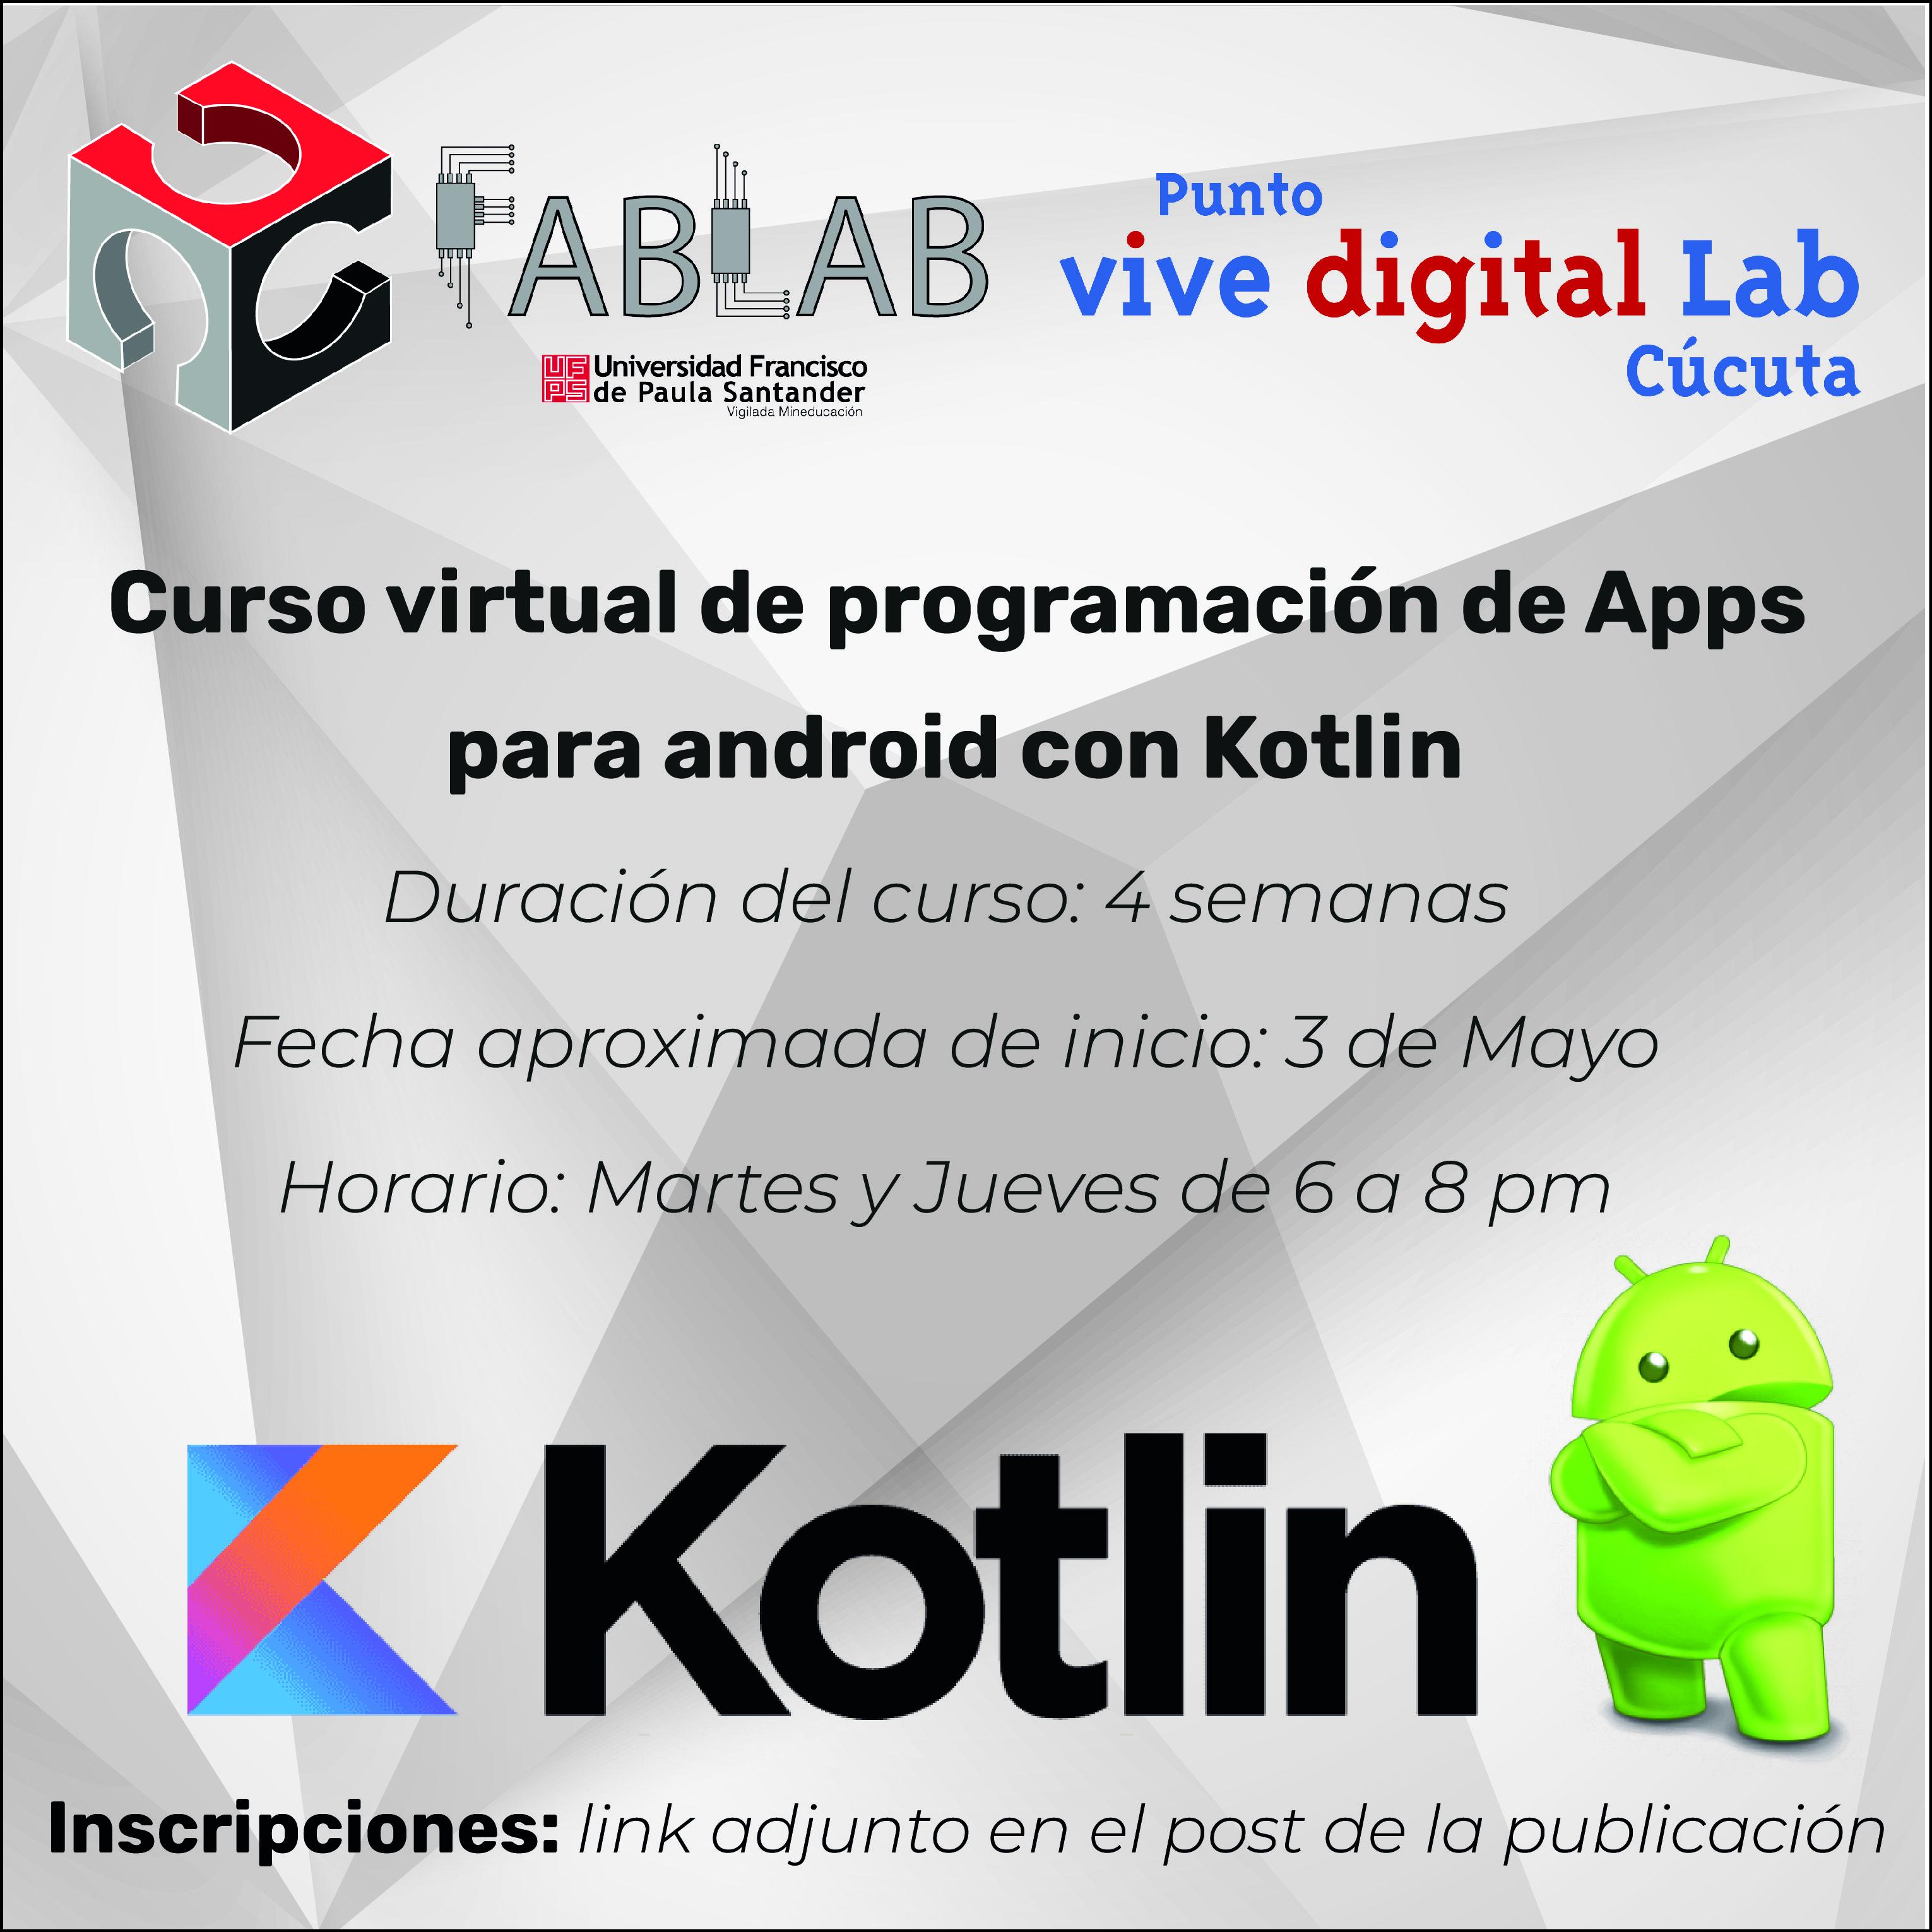 FABLAB
UFPS
Universidad Francisco
de Paula Santander
Vigilada Mineducación
Punto
vive digital Lab
Cúcuta
Curso virtual de programación de Apps
para android con Kotlin
Duración del curso: 4 semanas
Fecha aproximada de inicio: 3 de Mayo
Horario: Martes y Jueves de 6 a 8 pm
Kotlin
Inscripciones: link adjunto en el post de la publicación